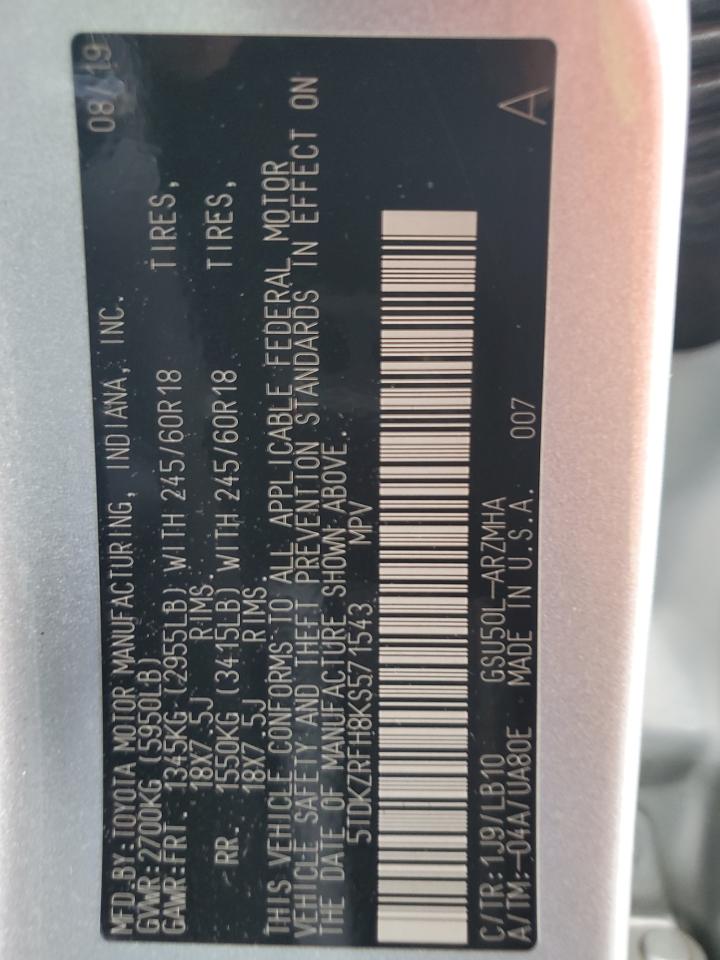 MFD.BY:TOYOTA MOTOR MANUFACTURING, INDIANA, INC. 08/19
GVWR:2700KG (5950LB)
GAWR:FRT. 1345KG (2955LB) WITH 245/60R18 TIRES,
18X7.5J RIMS.
RR. 1550KG (3415LB) WITH 245/60R18 TIRES,
18X7.5J RIMS.
THIS VEHICLE CONFORMS TO ALL APPLICABLE FEDERAL MOTOR
VEHICLE SAFETY AND THEFT PREVENTION STANDARDS IN EFFECT ON
THE DATE OF MANUFACTURE SHOWN ABOVE.
5TDKZRFH8KS571543 MPV
C/TR:1J9/LB10 GSU50L-ARZMHA
A/TM:-04A/UA80E MADE IN U.S.A. 007 A